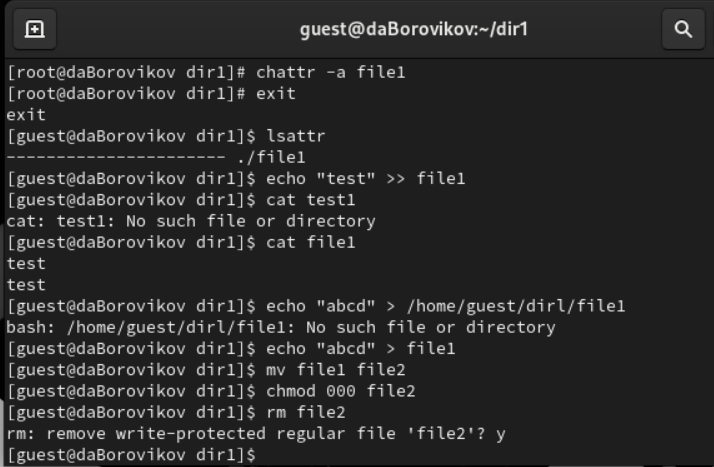 guest@daBorovikov:~/dir1
[root@daBorovikov dir1]# chattr -a file1
[root@daBorovikov dir1]# exit
exit
[guest@daBorovikov dir1]$ lsattr
---------------------- ./file1
[guest@daBorovikov dir1]$ echo "test" >> file1
[guest@daBorovikov dir1]$ cat test1
cat: test1: No such file or directory
[guest@daBorovikov dir1]$ cat file1
test
test
[guest@daBorovikov dir1]$ echo "abcd" > /home/guest/dirl/file1
bash: /home/guest/dirl/file1: No such file or directory
[guest@daBorovikov dir1]$ echo "abcd" > file1
[guest@daBorovikov dir1]$ mv file1 file2
[guest@daBorovikov dir1]$ chmod 000 file2
[guest@daBorovikov dir1]$ rm file2
rm: remove write-protected regular file 'file2'? y
[guest@daBorovikov dir1]$